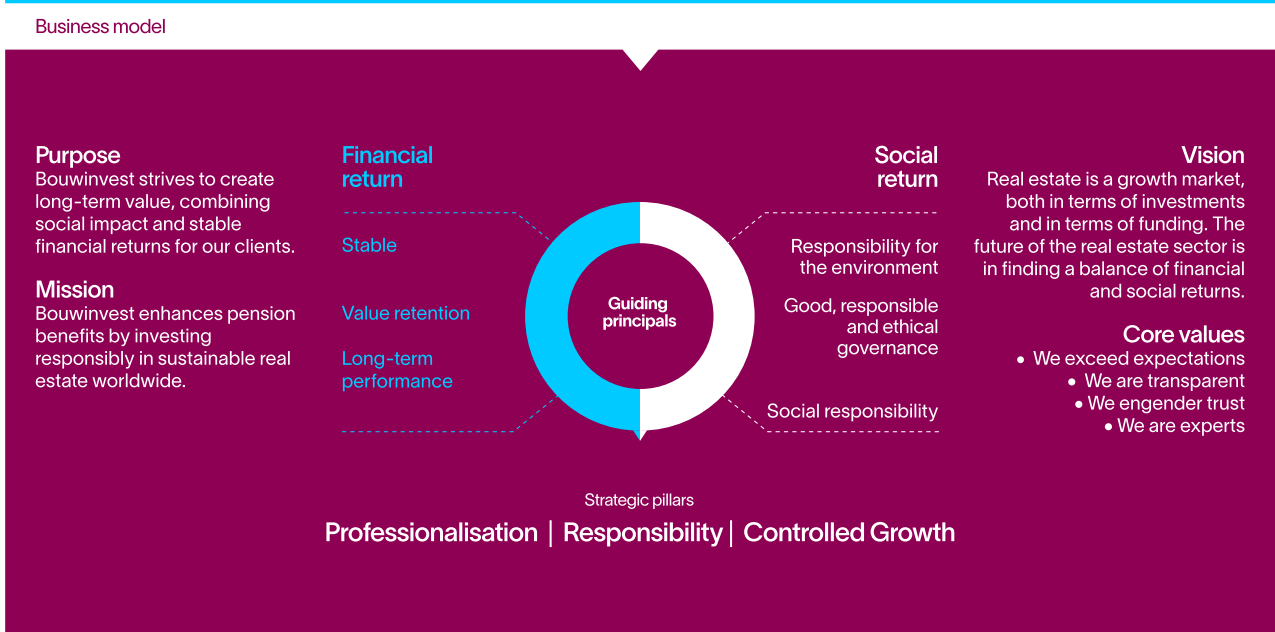 Business model
Purpose
Bouwinvest strives to create
long-term value, combining
social impact and stable
financial returns for our clients.
Mission
Bouwinvest enhances pension
benefits by investing
responsibly in sustainable real
estate worldwide.
Financial
return
Stable
Value retention
Long-term
performance
Guiding
principals
Social
return
Responsibility for
the environment
Good, responsible
and ethical
governance
Social responsibility
Vision
Real estate is a growth market,
both in terms of investments
and in terms of funding. The
future of the real estate sector is
in finding a balance of financial
and social returns.
Core values
• We exceed expectations
• We are transparent
• We engender trust
• We are experts
Strategic pillars
Professionalisation | Responsibility | Controlled Growth